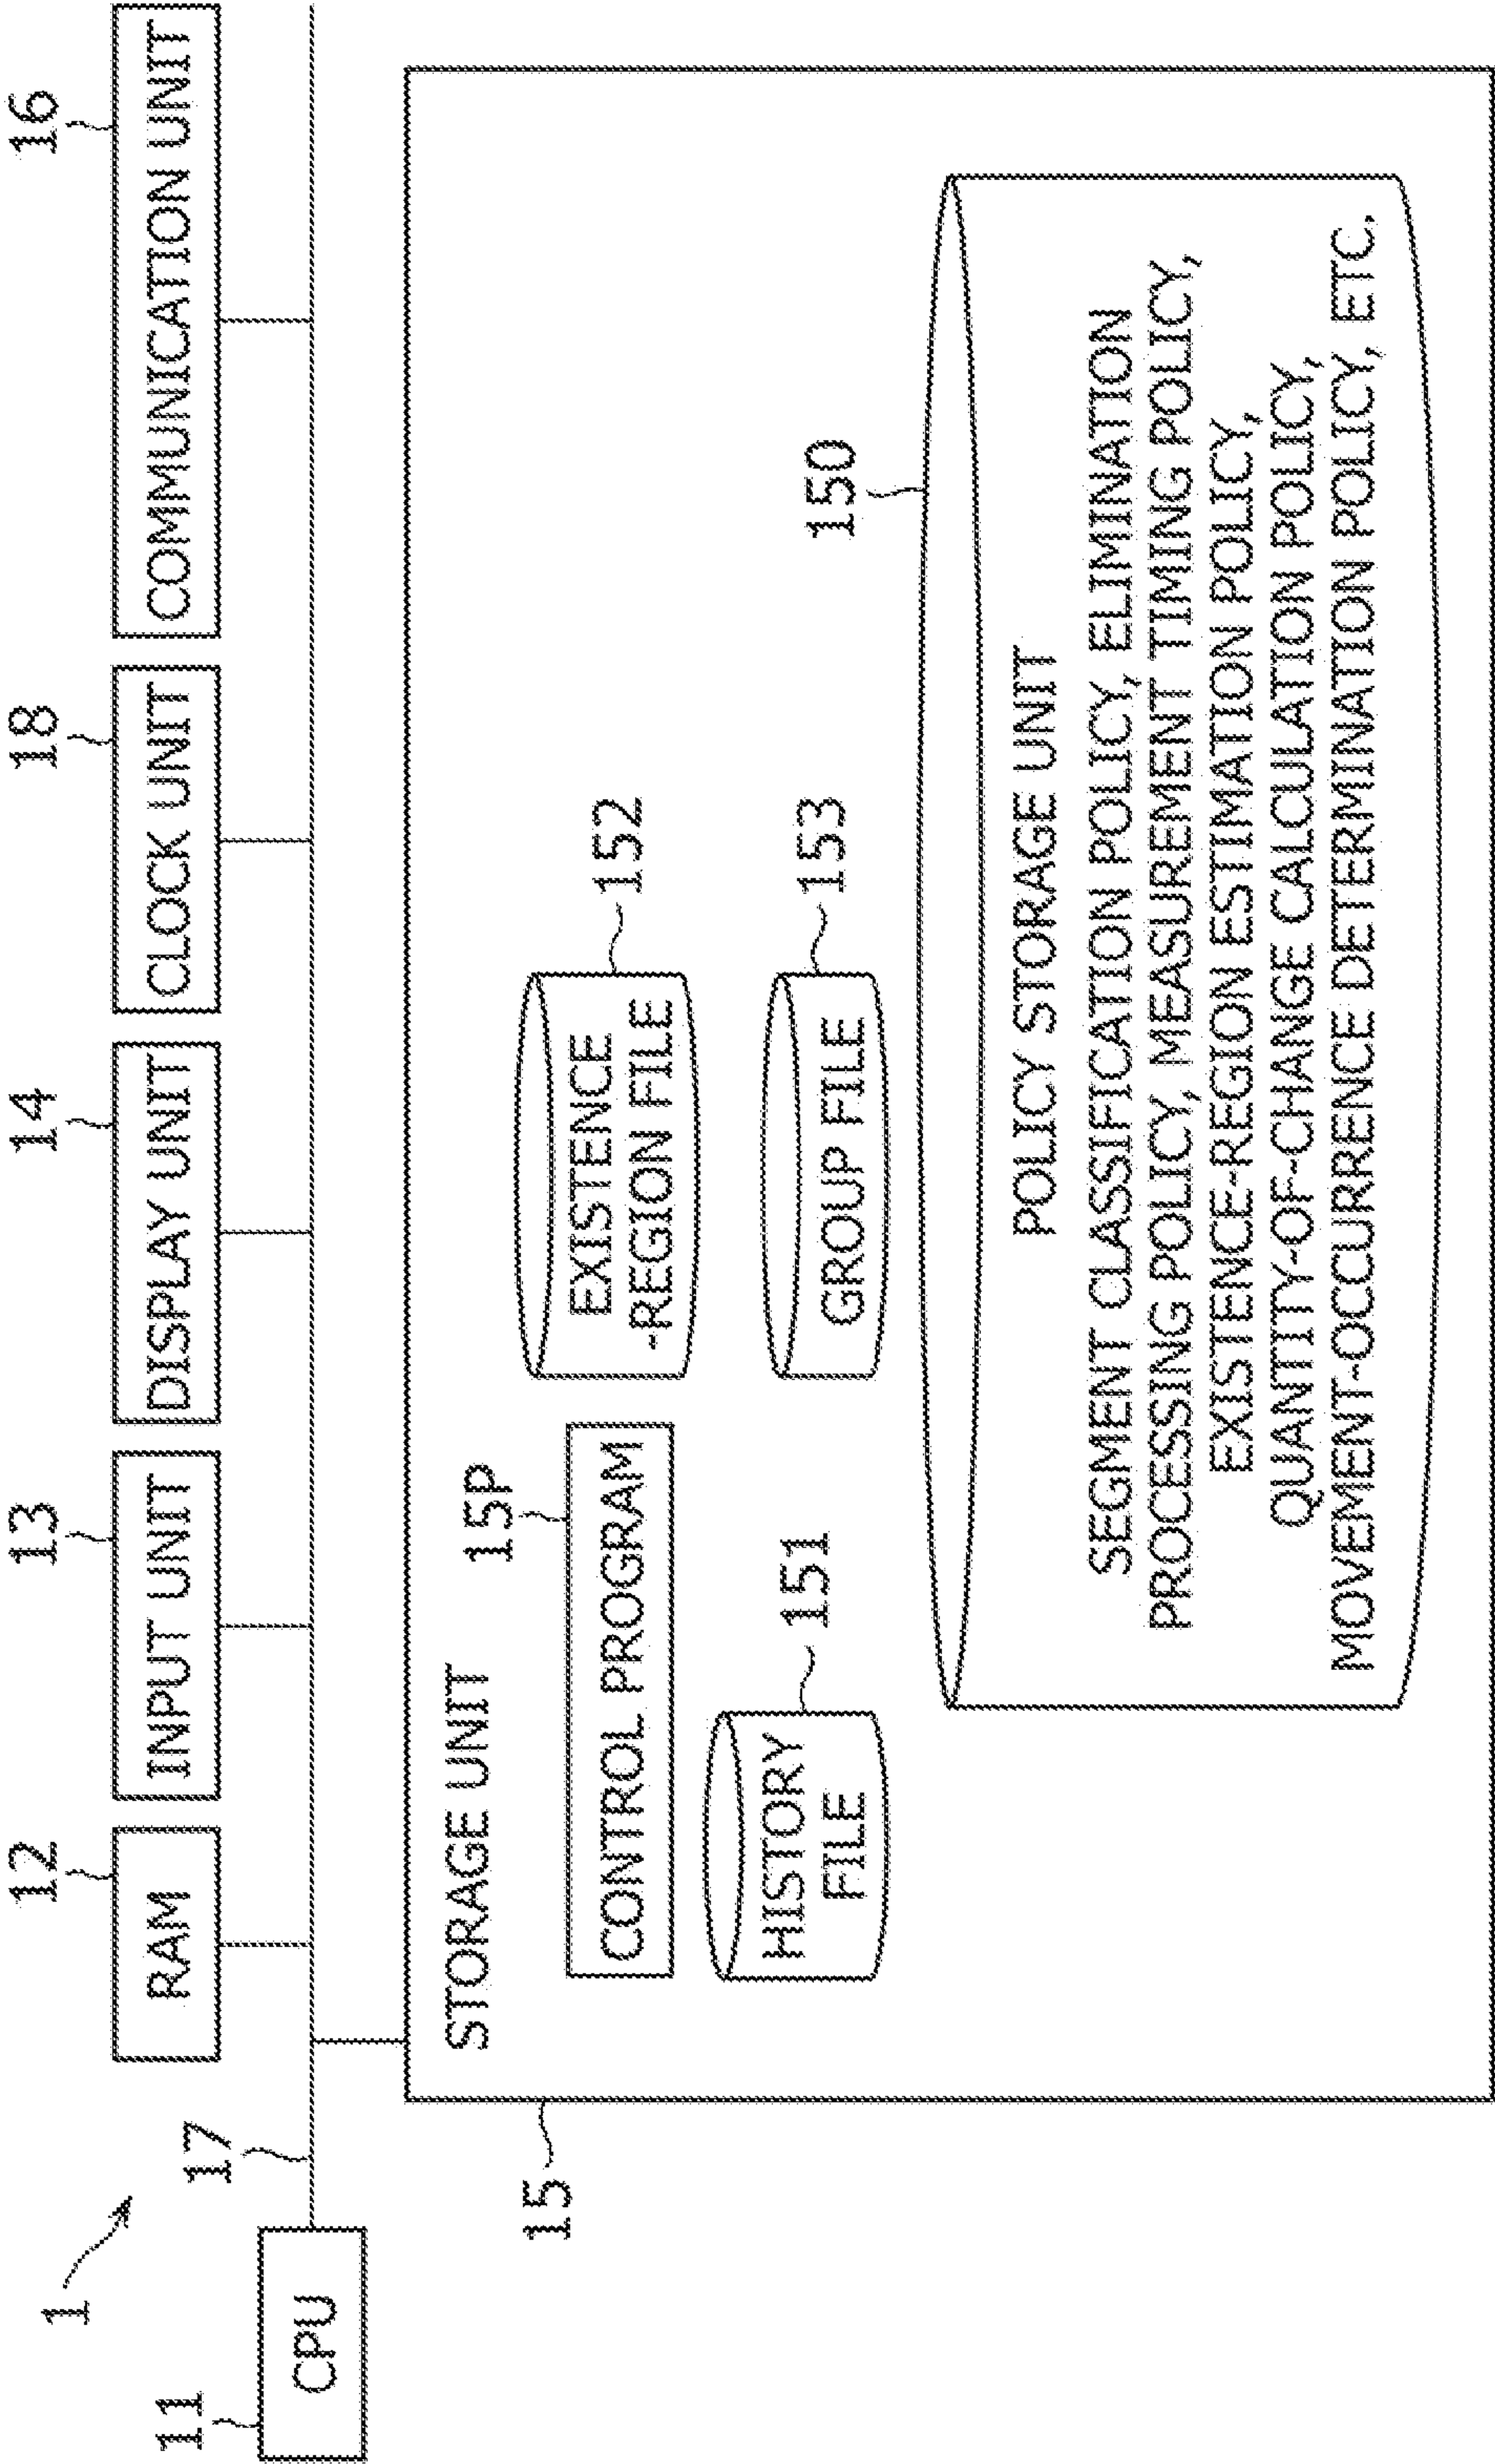 1
11
CPU
17
12
RAM
13
INPUT UNIT
14
DISPLAY UNIT
18
CLOCK UNIT
16
COMMUNICATION UNIT
15
STORAGE UNIT
15P
CONTROL PROGRAM
151
HISTORY
FILE
152
EXISTENCE
-REGION FILE
153
GROUP FILE
150
POLICY STORAGE UNIT
SEGMENT CLASSIFICATION POLICY, ELIMINATION
PROCESSING POLICY, MEASUREMENT TIMING POLICY,
EXISTENCE-REGION ESTIMATION POLICY,
QUANTITY-OF-CHANGE CALCULATION POLICY,
MOVEMENT-OCCURRENCE DETERMINATION POLICY, ETC.